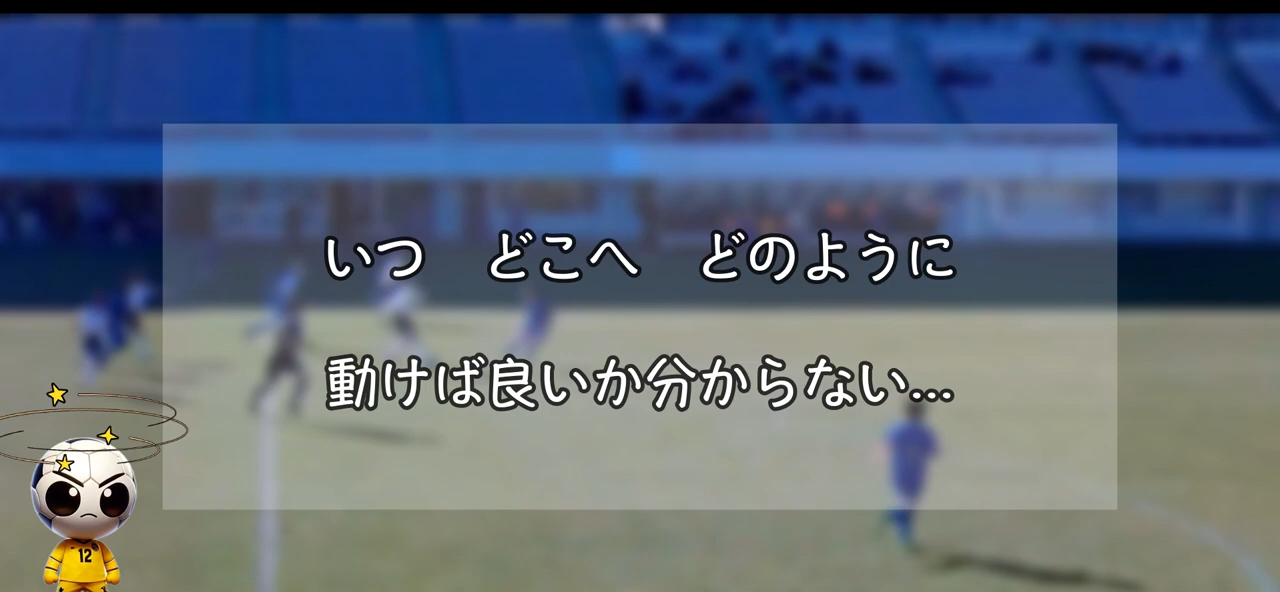 いつ　どこへ　どのように
動けば良いか分からない…
12